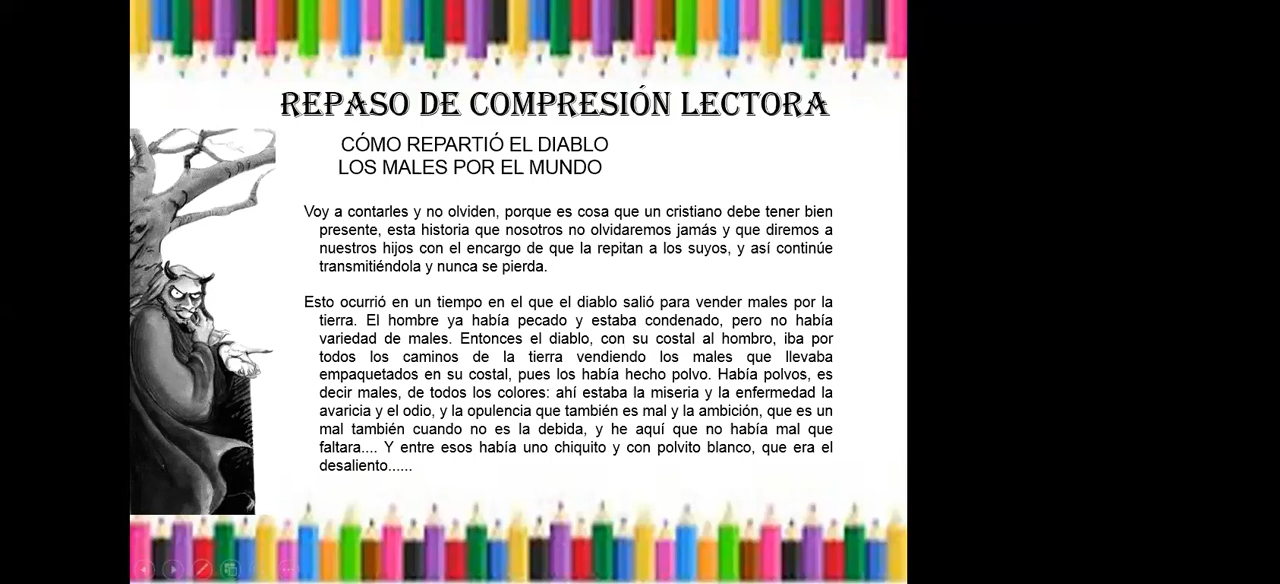 REPASO DE COMPRESIÓN LECTORA
CÓMO REPARTIÓ EL DIABLO
LOS MALES POR EL MUNDO
Voy a contarles y no olviden, porque es cosa que un cristiano debe tener bien
presente, esta historia que nosotros no olvidaremos jamás y que diremos a
nuestros hijos con el encargo de que la repitan a los suyos, y así continúe
transmitiéndola y nunca se pierda.
Esto ocurrió en un tiempo en el que el diablo salió para vender males por la
tierra. El hombre ya había pecado y estaba condenado, pero no había
variedad de males. Entonces el diablo, con su costal al hombro, iba por
todos los caminos de la tierra vendiendo los males que llevaba
empaquetados en su costal, pues los había hecho polvo. Había polvos, es
decir males, de todos los colores: ahí estaba la miseria y la enfermedad la
avaricia y el odio, y la opulencia que también es mal y la ambición, que es un
mal también cuando no es la debida, y he aquí que no había mal que
faltara.... Y entre esos había uno chiquito y con polvito blanco, que era el
desaliento......